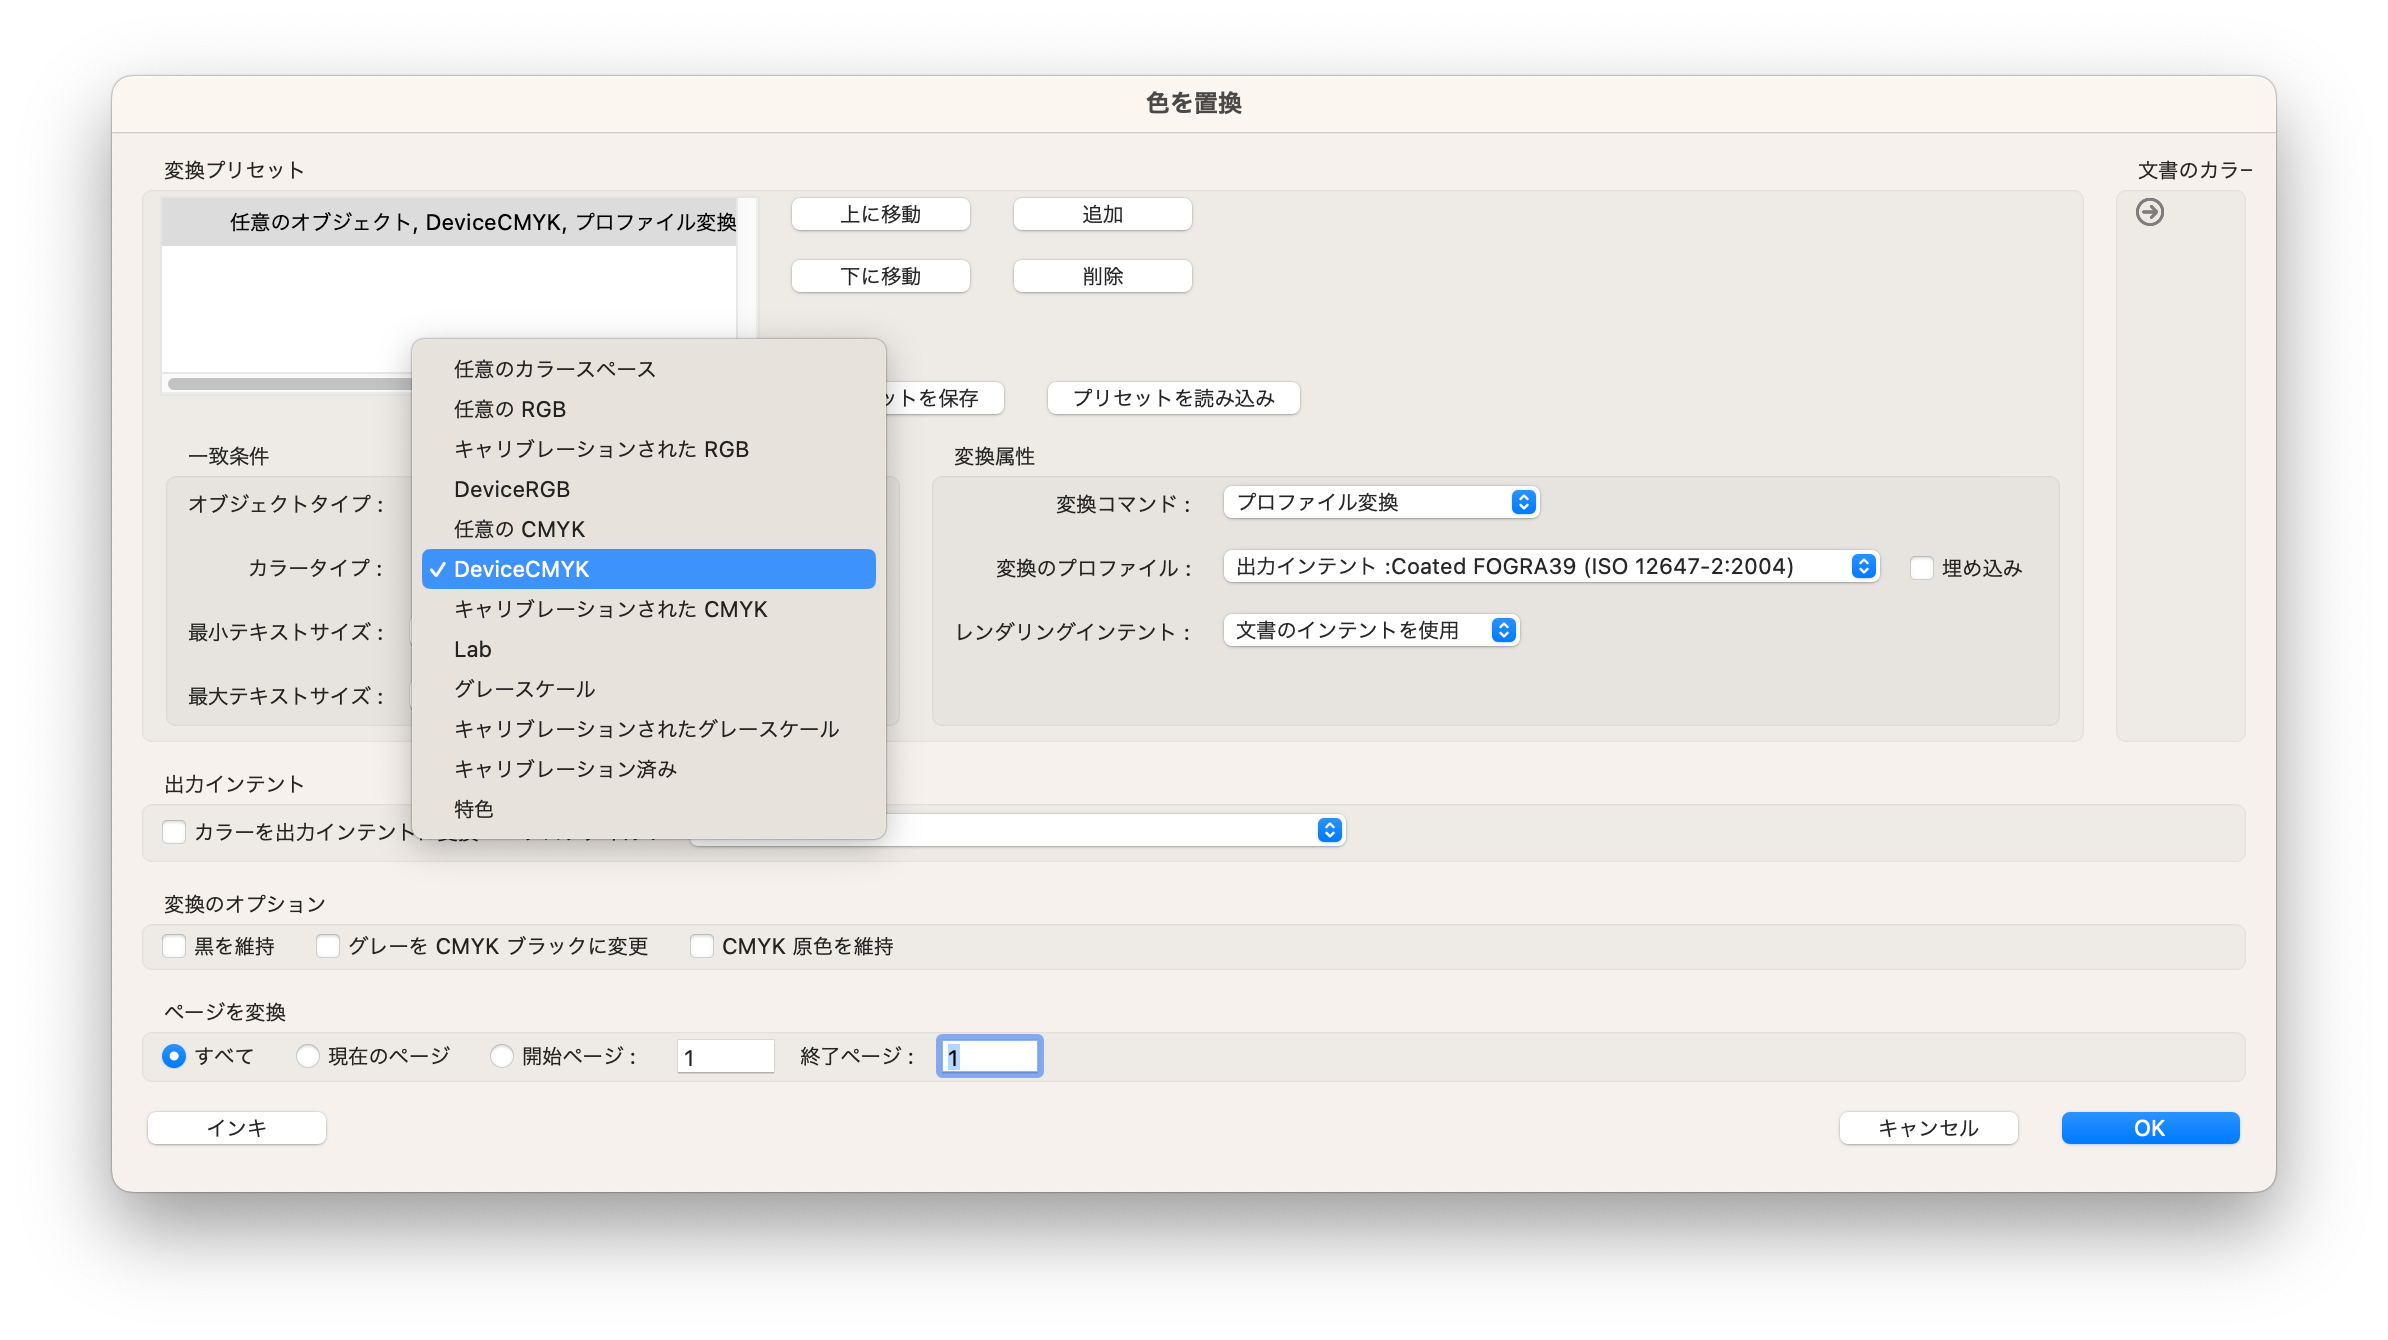 色を置換
変換プリセット
文書のカラー
任意のオブジェクト, DeviceCMYK, プロファイル変換
上に移動
追加
下に移動
削除
ットを保存
プリセットを読み込み
任意のカラースペース
任意の RGB
キャリブレーションされた RGB
DeviceRGB
任意の CMYK
✓ DeviceCMYK
キャリブレーションされた CMYK
Lab
グレースケール
キャリブレーションされたグレースケール
キャリブレーション済み
特色
一致条件
オブジェクトタイプ :
カラータイプ :
最小テキストサイズ :
最大テキストサイズ :
変換属性
変換コマンド : プロファイル変換
変換のプロファイル : 出力インテント :Coated FOGRA39 (ISO 12647-2:2004) 埋め込み
レンダリングインテント : 文書のインテントを使用
出力インテント
カラーを出力インテント
変換のオプション
黒を維持 グレーを CMYK ブラックに変更 CMYK 原色を維持
ページを変換
すべて 現在のページ 開始ページ : 1 終了ページ : 1
インキ
キャンセル
OK